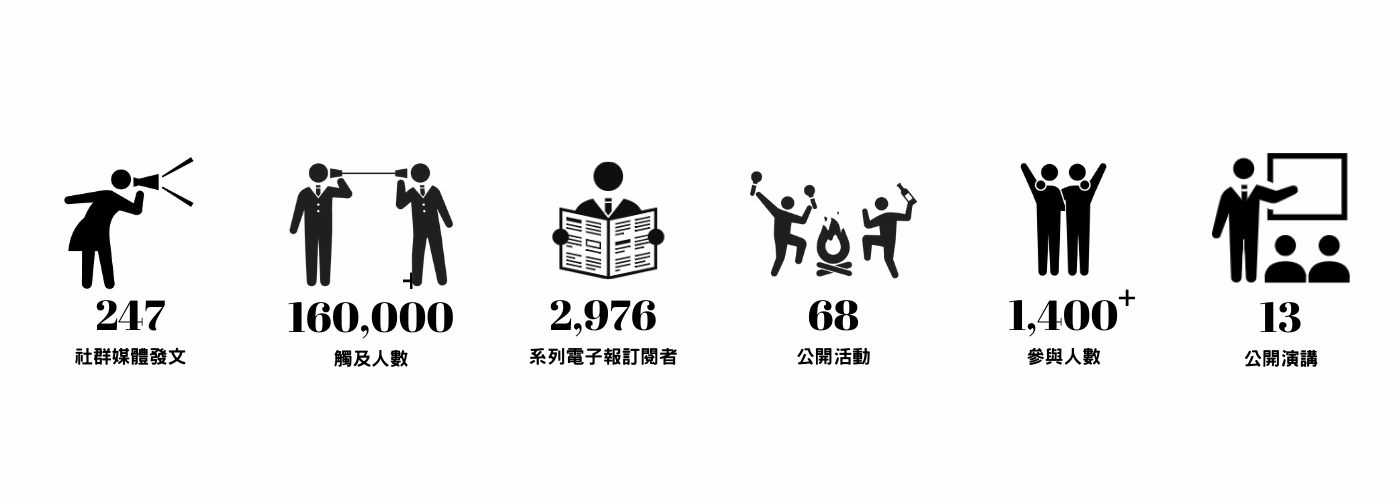 247
社群媒體發文
160,000+
觸及人數
2,976
系列電子報訂閱者
68
公開活動
1,400+
參與人數
13
公開演講